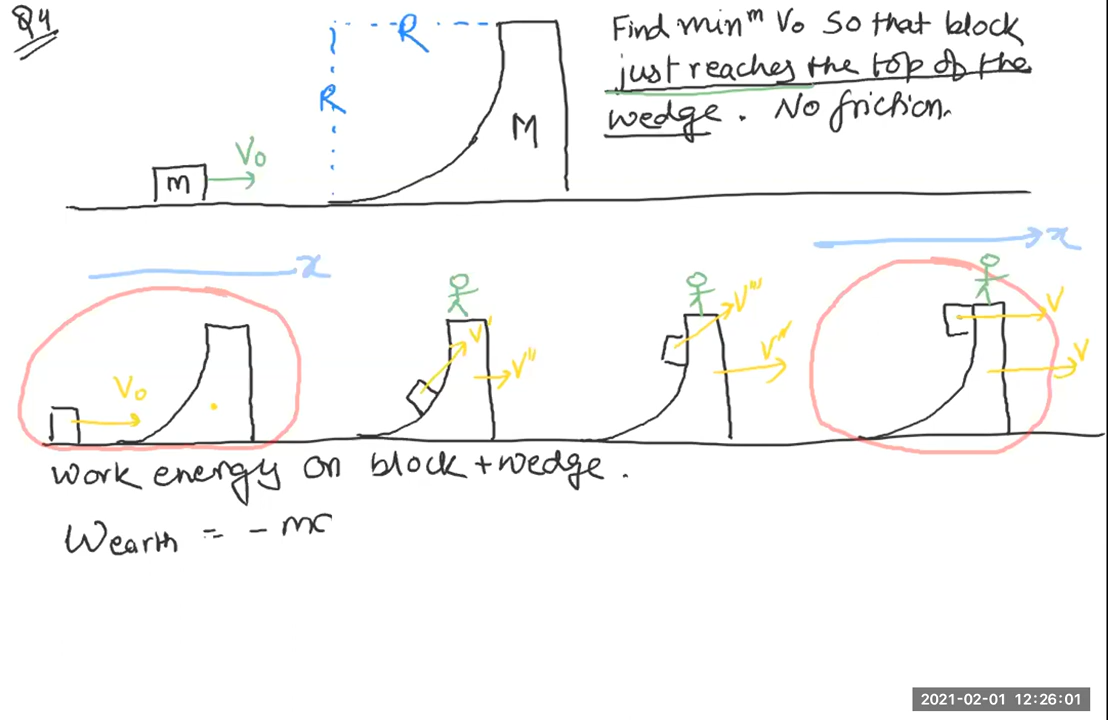 Q4
Find minᵐ V₀ so that block
just reaches the top of the
wedge. No friction.
R
R
M
m
V₀
x
x
V₀
V'
V''
V'''
V''
V
V
work energy on block + wedge.
Wearth = - mg
2021-02-01 12:26:01